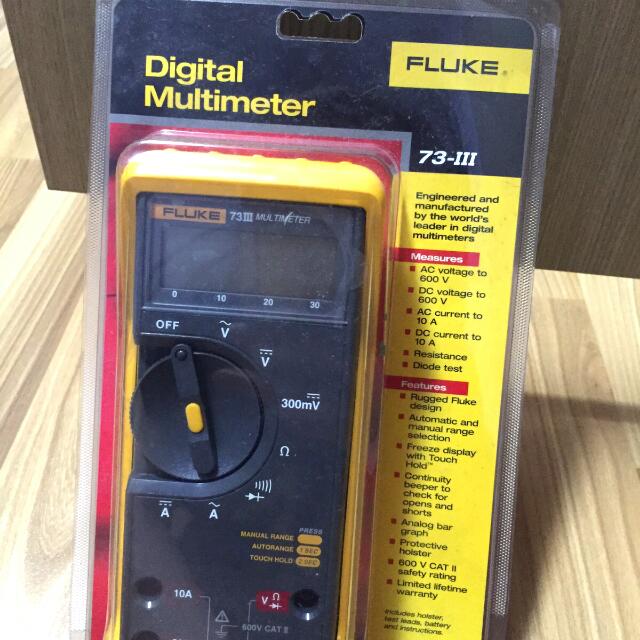 Digital
Multimeter
FLUKE
73-III
Engineered and
manufactured
by the world's
leader in digital
multimeters
Measures
AC voltage to
600 V
DC voltage to
600 V
AC current to
10 A
DC current to
10 A
Resistance
Diode test
Features
Rugged Fluke
design
Automatic and
manual range
selection
Freeze display
with Touch
Hold™
Continuity
beeper to
check for
opens and
shorts
Analog bar
graph
Protective
holster
600 V CAT II
safety rating
Limited lifetime
warranty
Includes holster,
test leads, battery
and instructions.
FLUKE 73III MULTIMETER
0 10 20 30
OFF
V
V
300mV
Ω
A
A
PRESS
MANUAL RANGE
AUTORANGE 1 SEC
TOUCH HOLD 2 SEC
10A
V Ω
600V CAT II